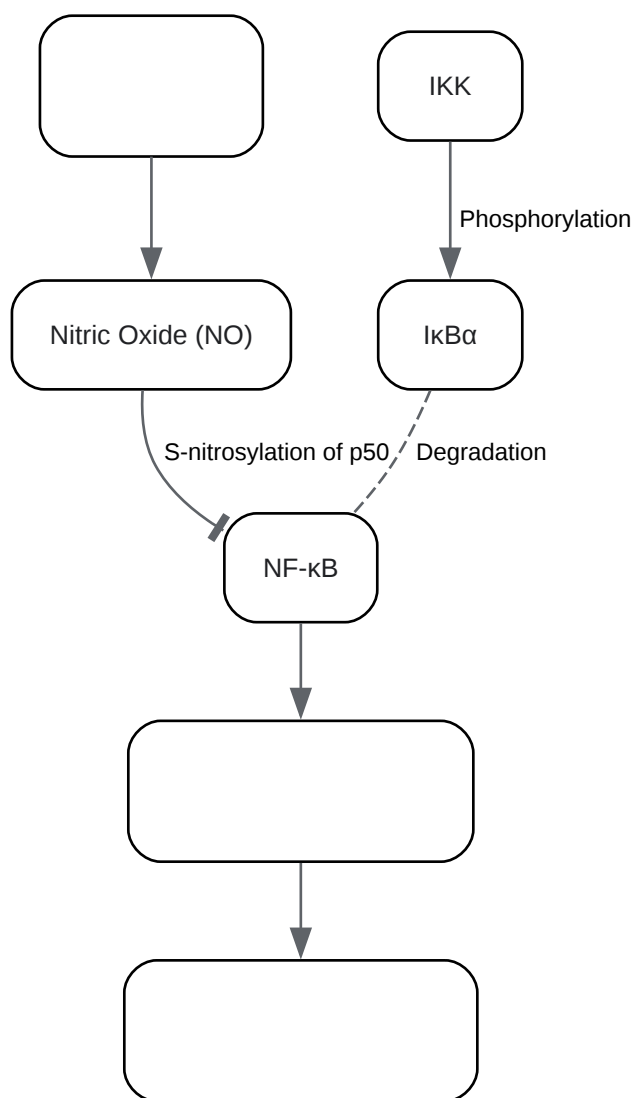 IKK
Phosphorylation
Nitric Oxide (NO)
IκBα
S-nitrosylation of p50
Degradation
NF-κB